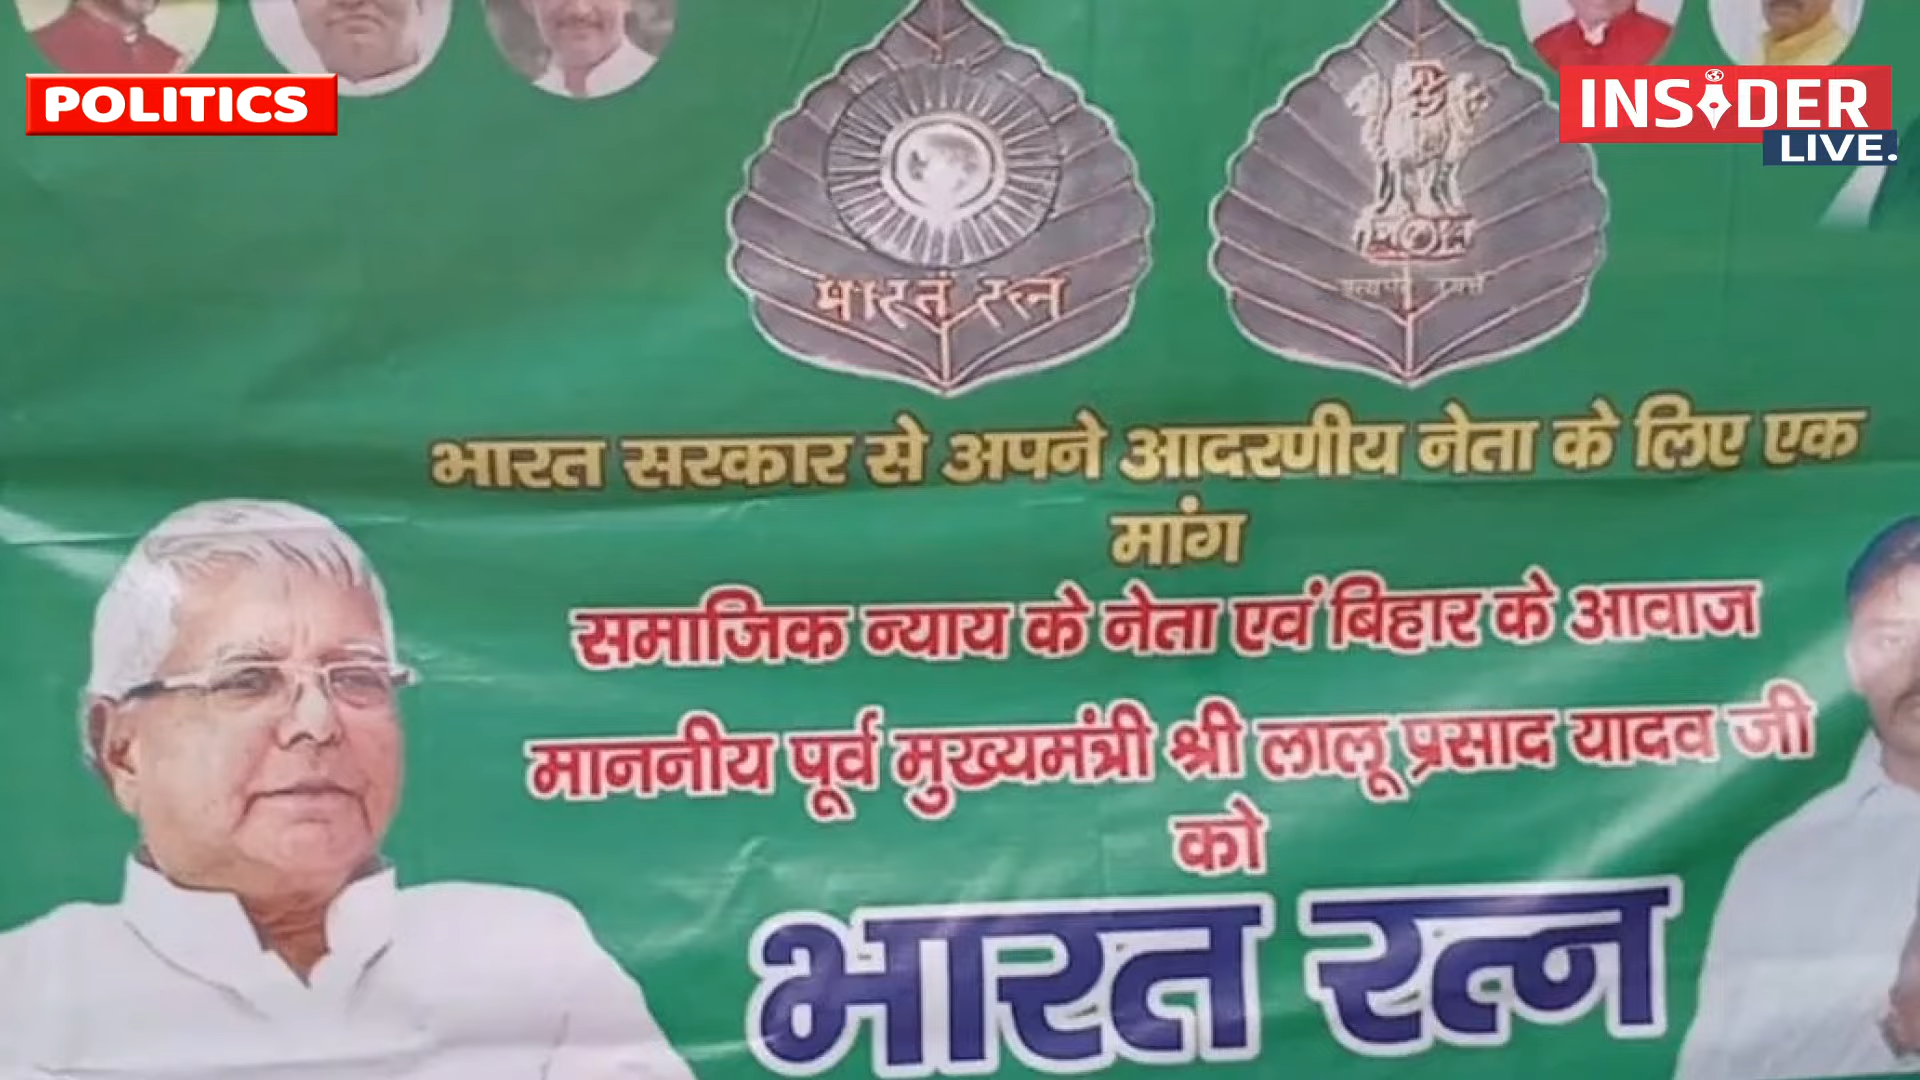 POLITICS
INSIDER
LIVE.
भारत रत्न
भारत सरकार से अपने आदरणीय नेता के लिए एक
मांग
समाजिक न्याय के नेता एवं बिहार के आवाज
माननीय पूर्व मुख्यमंत्री श्री लालू प्रसाद यादव जी
को
भारत रत्न